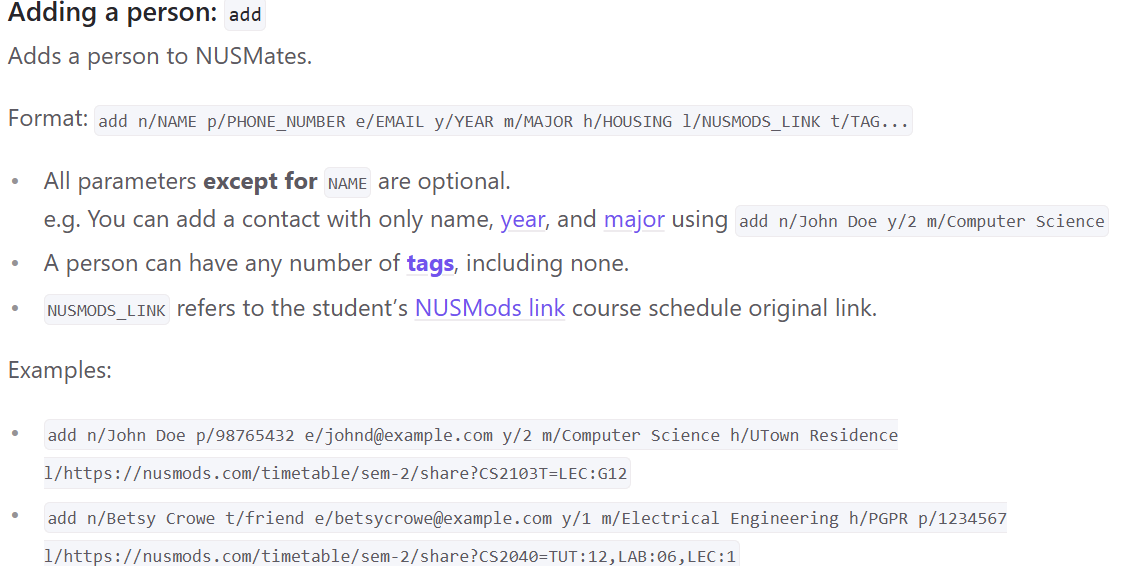 Adding a person: add
Adds a person to NUSMates.
Format: add n/NAME p/PHONE_NUMBER e/EMAIL y/YEAR m/MAJOR h/HOUSING l/NUSMODS_LINK t/TAG...
• All parameters except for NAME are optional.
e.g. You can add a contact with only name, year, and major using add n/John Doe y/2 m/Computer Science
• A person can have any number of tags, including none.
• NUSMODS_LINK refers to the student’s NUSMods link course schedule original link.
Examples:
• add n/John Doe p/98765432 e/johnd@example.com y/2 m/Computer Science h/UTown Residence
l/https://nusmods.com/timetable/sem-2/share?CS2103T=LEC:G12
• add n/Betsy Crowe t/friend e/betsycrowe@example.com y/1 m/Electrical Engineering h/PGPR p/1234567
l/https://nusmods.com/timetable/sem-2/share?CS2040=TUT:12,LAB:06,LEC:1